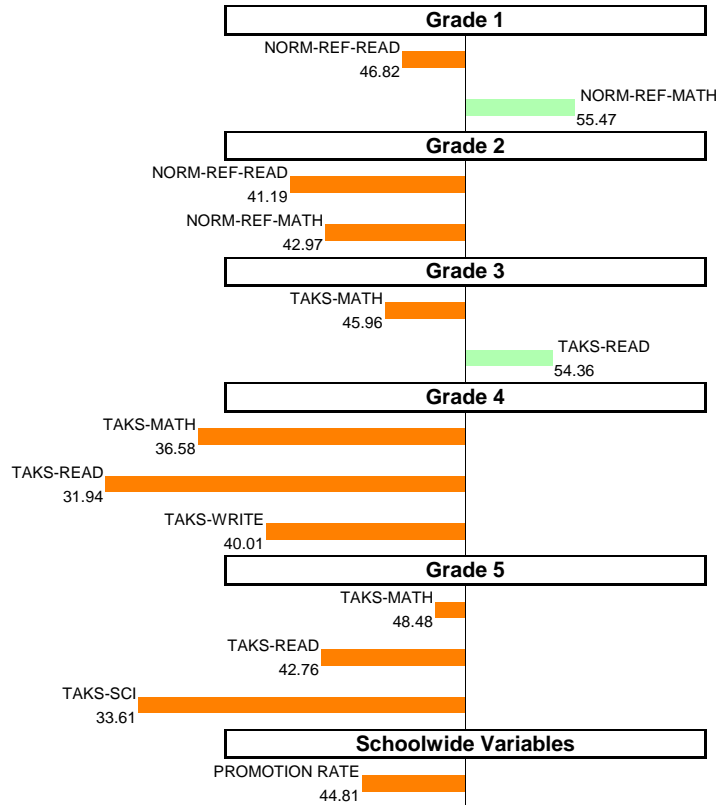 Grade 1
NORM-REF-READ
46.82
NORM-REF-MATH
55.47
Grade 2
NORM-REF-READ
41.19
NORM-REF-MATH
42.97
Grade 3
TAKS-MATH
45.96
TAKS-READ
54.36
Grade 4
TAKS-MATH
36.58
TAKS-READ
31.94
TAKS-WRITE
40.01
Grade 5
TAKS-MATH
48.48
TAKS-READ
42.76
TAKS-SCI
33.61
Schoolwide Variables
PROMOTION RATE
44.81